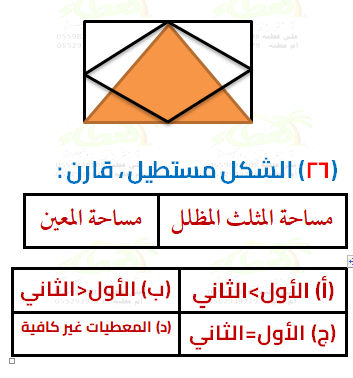 (٢٦) الشكل مستطيل ، قارن :
مساحة المثلث المظلل مساحة المعين
(أ) الأول>الثاني (ب) الأول<الثاني
(ج) الأول=الثاني (د) المعطيات غير كافية